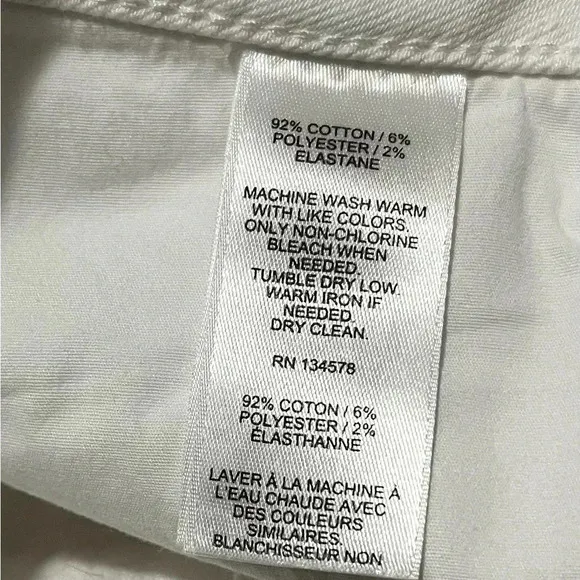 92% COTTON / 6%
POLYESTER / 2%
ELASTANE
MACHINE WASH WARM
WITH LIKE COLORS.
ONLY NON-CHLORINE
BLEACH WHEN
NEEDED.
TUMBLE DRY LOW.
WARM IRON IF
NEEDED.
DRY CLEAN.
RN 134578
92% COTON / 6%
POLYESTER / 2%
ÉLASTHANNE
LAVER À LA MACHINE À
L'EAU CHAUDE AVEC
DES COULEURS
SIMILAIRES.
BLANCHISSEUR NON